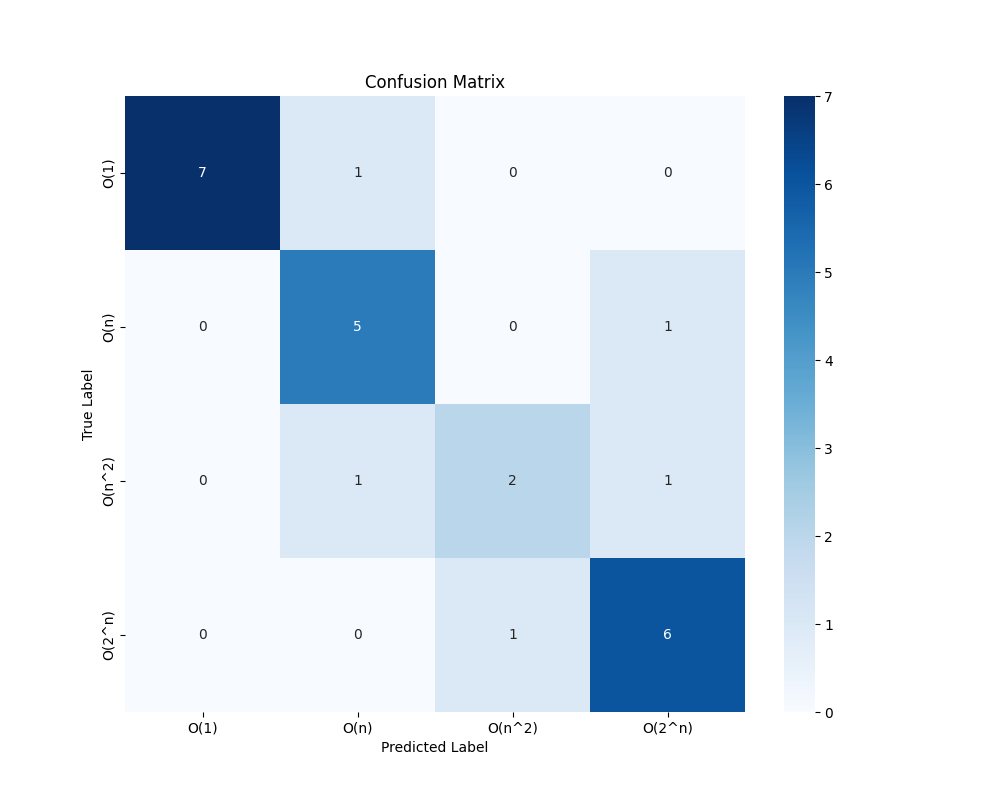 Confusion Matrix
O(1)
7 1 0 0
O(n)
0 5 0 1
O(n^2)
0 1 2 1
O(2^n)
0 0 1 6
True Label
O(1) O(n) O(n^2) O(2^n)
Predicted Label
7
6
5
4
3
2
1
0